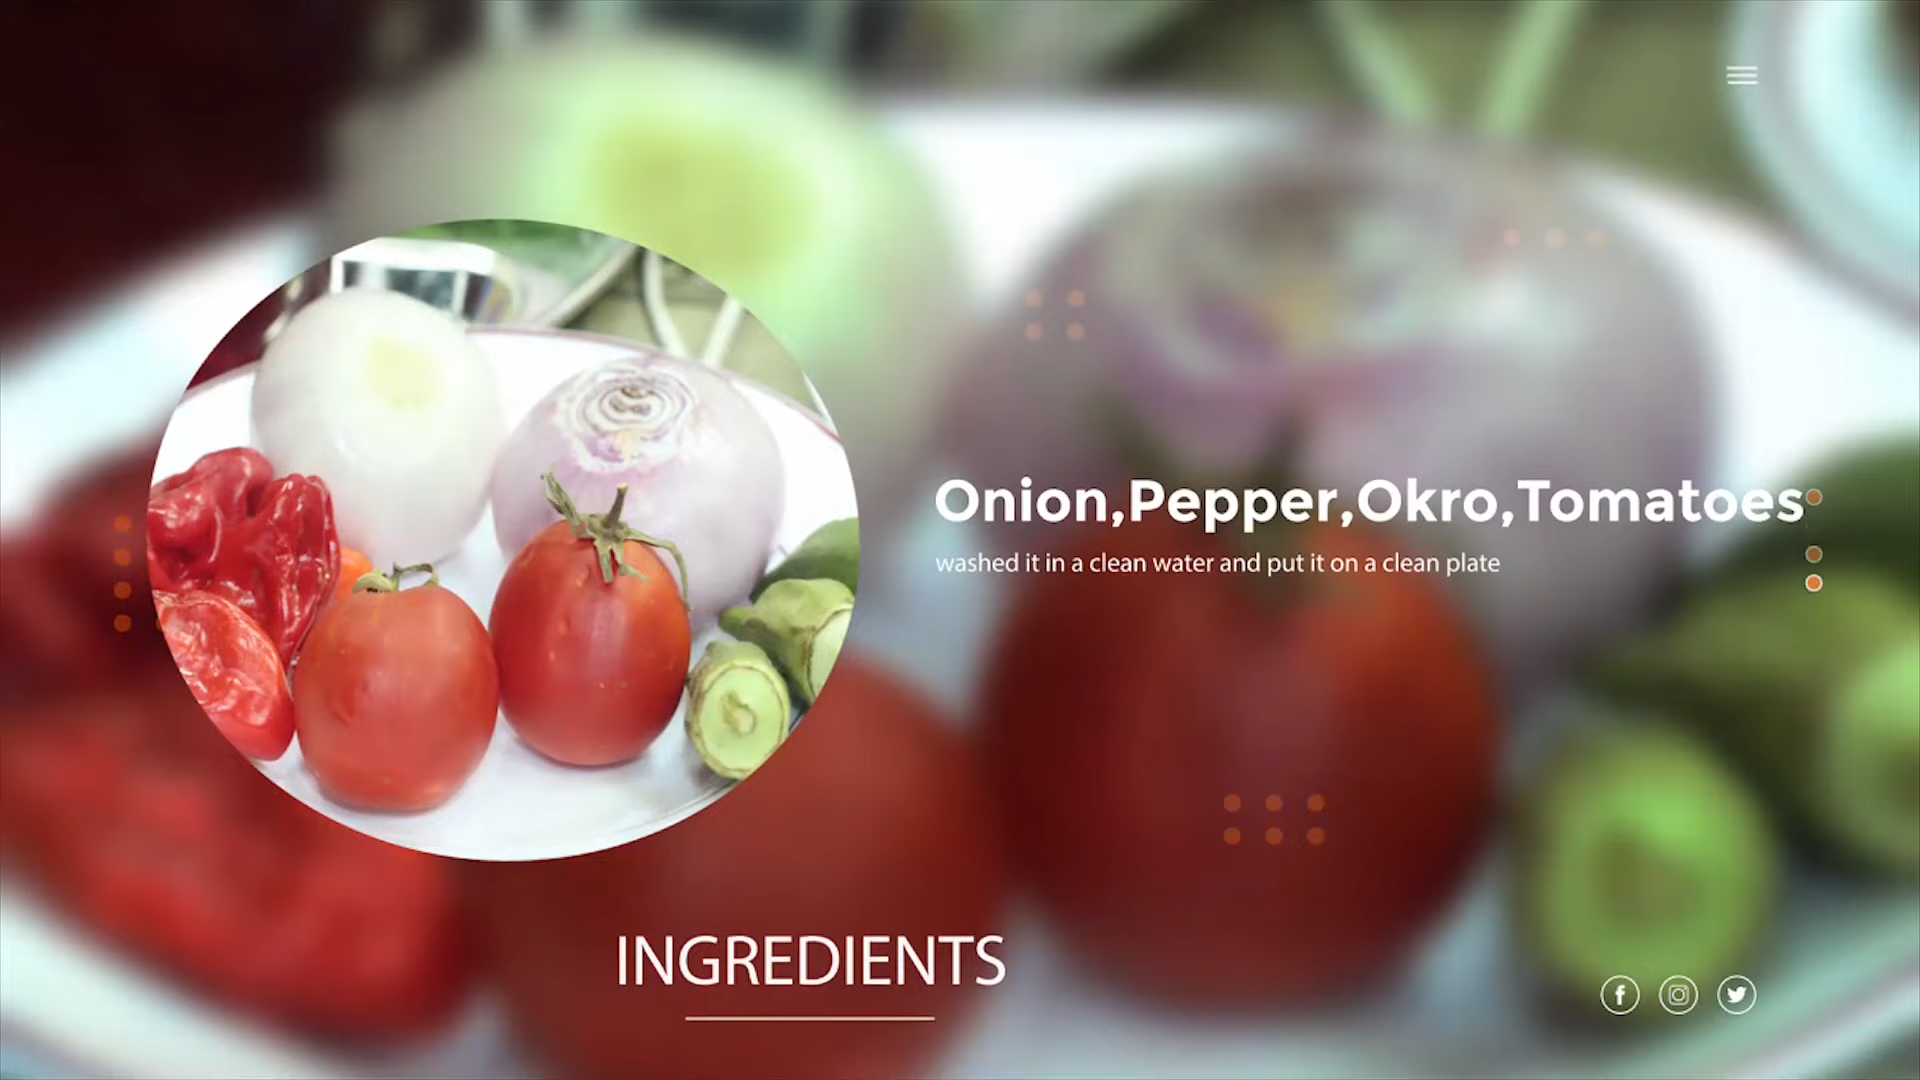 Onion,Pepper,Okro,Tomatoes
washed it in a clean water and put it on a clean plate
INGREDIENTS